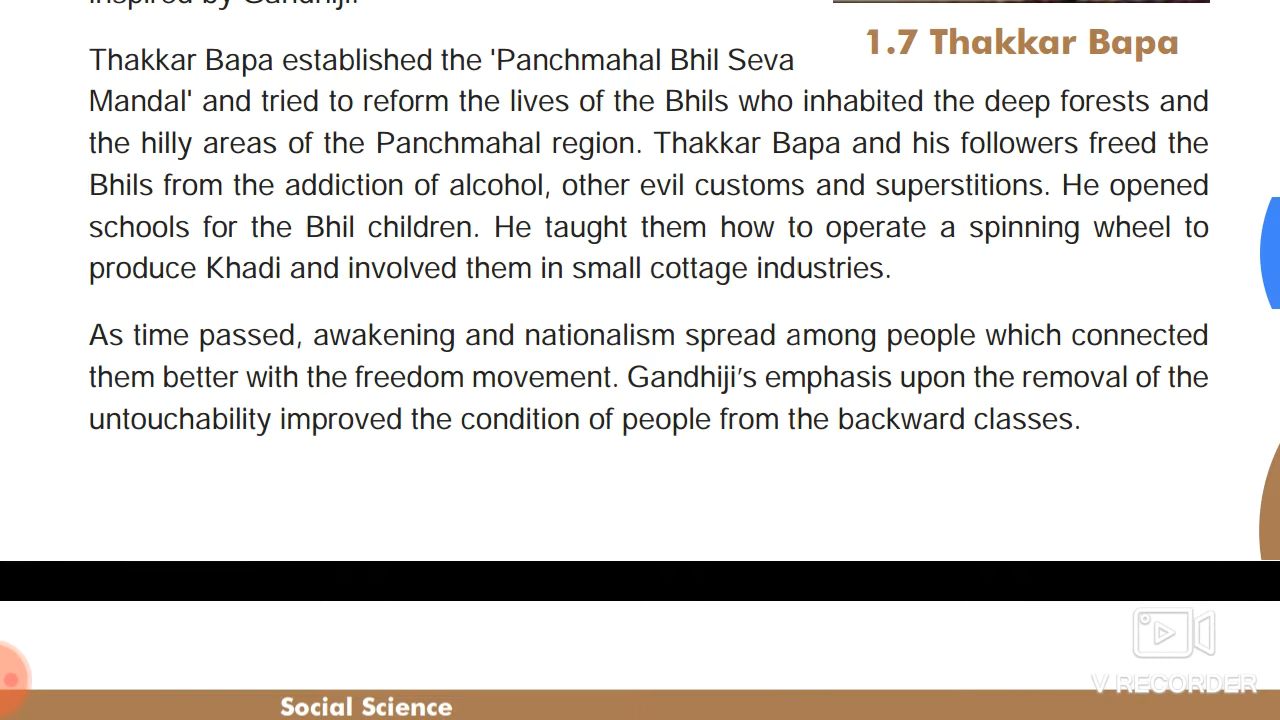 inspired by Gandhiji.
1.7 Thakkar Bapa
Thakkar Bapa established the 'Panchmahal Bhil Seva
Mandal' and tried to reform the lives of the Bhils who inhabited the deep forests and
the hilly areas of the Panchmahal region. Thakkar Bapa and his followers freed the
Bhils from the addiction of alcohol, other evil customs and superstitions. He opened
schools for the Bhil children. He taught them how to operate a spinning wheel to
produce Khadi and involved them in small cottage industries.
As time passed, awakening and nationalism spread among people which connected
them better with the freedom movement. Gandhiji's emphasis upon the removal of the
untouchability improved the condition of people from the backward classes.
V RECORDER
Social Science